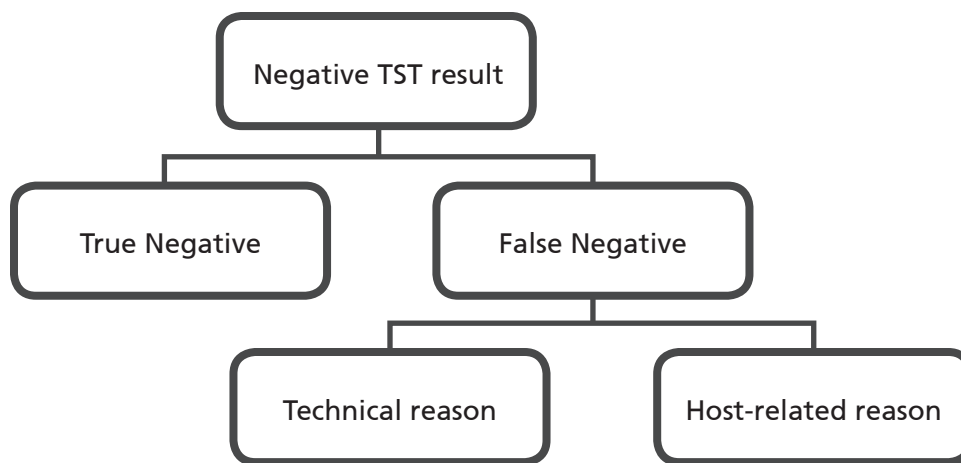 Negative TST result
True Negative
False Negative
Technical reason
Host-related reason